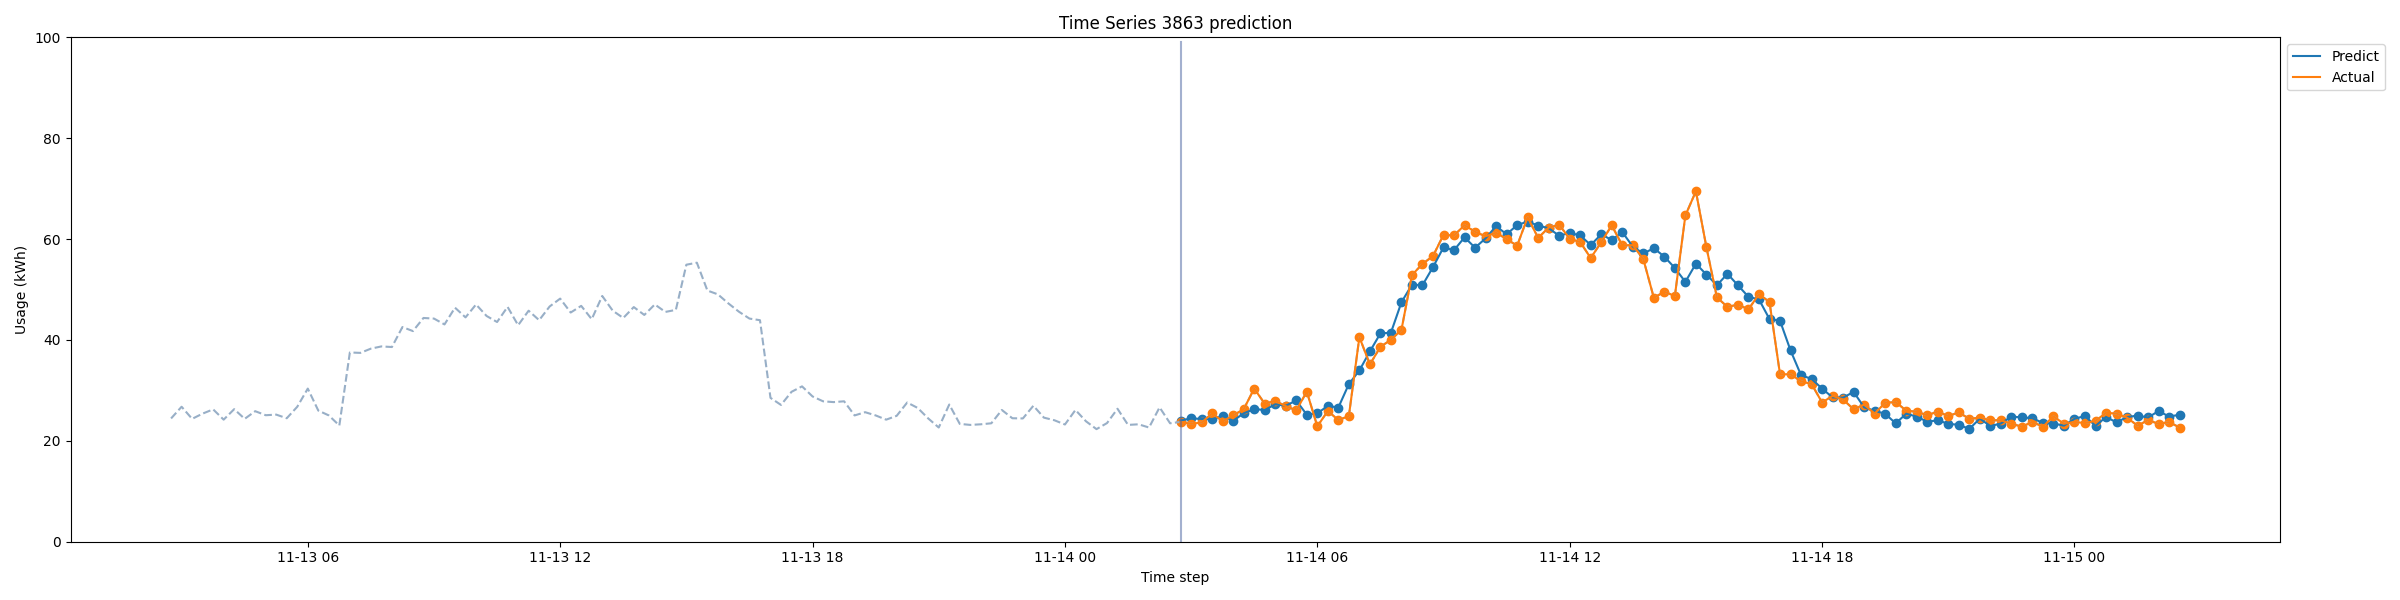 Time Series 3863 prediction
100
80
60
40
20
0
Usage (kWh)
11-13 06
11-13 12
11-13 18
11-14 00
11-14 06
11-14 12
11-14 18
11-15 00
Time step
Predict
Actual